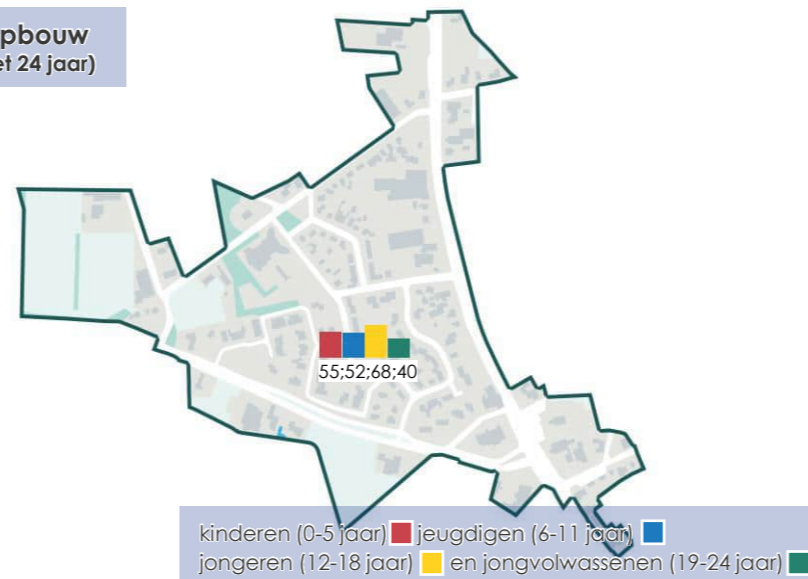 pbouw
et 24 jaar)
55;52;68;40
kinderen (0-5 jaar) jeugdigen (6-11 jaar)
jongeren (12-18 jaar) en jongvolwassenen (19-24 jaar)